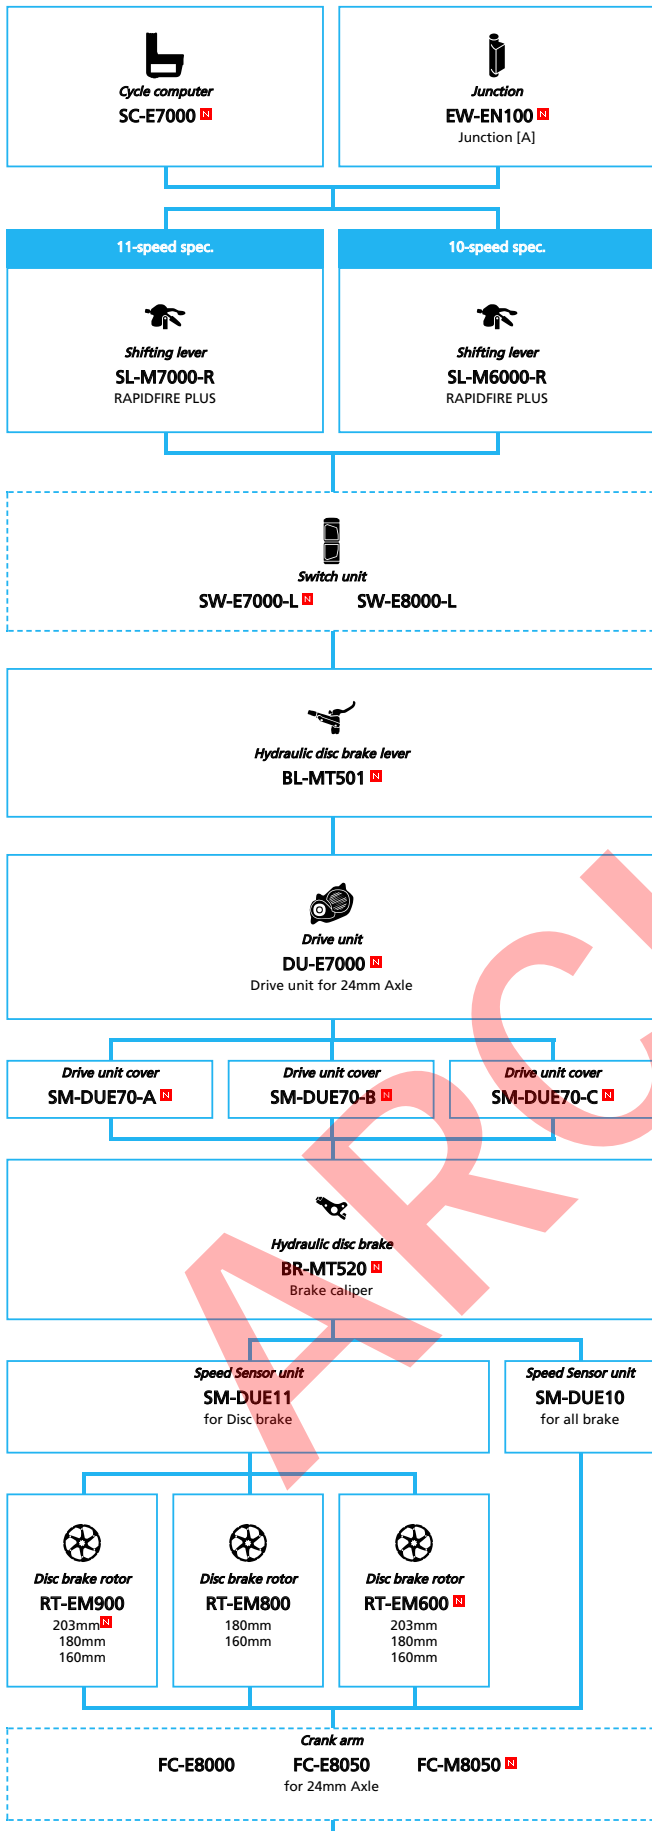 Cycle computer
SC-E7000 N
Junction
EW-EN100 N
Junction [A]
11-speed spec.
10-speed spec.
Shifting lever
SL-M7000-R
RAPIDFIRE PLUS
Shifting lever
SL-M6000-R
RAPIDFIRE PLUS
Switch unit
SW-E7000-L N SW-E8000-L
Hydraulic disc brake lever
BL-MT501 N
Drive unit
DU-E7000 N
Drive unit for 24mm Axle
Drive unit cover
SM-DUE70-A N
Drive unit cover
SM-DUE70-B N
Drive unit cover
SM-DUE70-C N
Hydraulic disc brake
BR-MT520 N
Brake caliper
Speed Sensor unit
SM-DUE11
for Disc brake
Speed Sensor unit
SM-DUE10
for all brake
Disc brake rotor
RT-EM900
203mm N
180mm
160mm
Disc brake rotor
RT-EM800
180mm
160mm
Disc brake rotor
RT-EM600 N
203mm
180mm
160mm
Crank arm
FC-E8000 FC-E8050 FC-M8050 N
for 24mm Axle
ARC